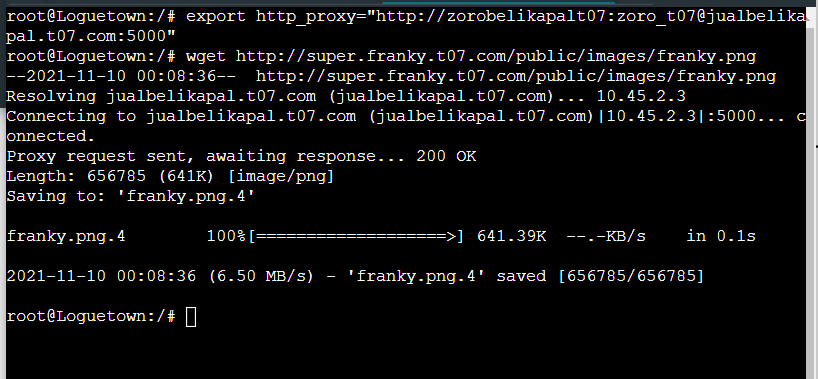 root@Loguetown:/# export http_proxy="http://zorobelikapalt07:zoro_t07@jualbelika
pal.t07.com:5000"
root@Loguetown:/# wget http://super.franky.t07.com/public/images/franky.png
--2021-11-10 00:08:36--  http://super.franky.t07.com/public/images/franky.png
Resolving jualbelikapal.t07.com (jualbelikapal.t07.com)... 10.45.2.3
Connecting to jualbelikapal.t07.com (jualbelikapal.t07.com)|10.45.2.3|:5000... c
onnected.
Proxy request sent, awaiting response... 200 OK
Length: 656785 (641K) [image/png]
Saving to: 'franky.png.4'
franky.png.4        100%[===================>] 641.39K  --.-KB/s    in 0.1s
2021-11-10 00:08:36 (6.50 MB/s) - 'franky.png.4' saved [656785/656785]
root@Loguetown:/#